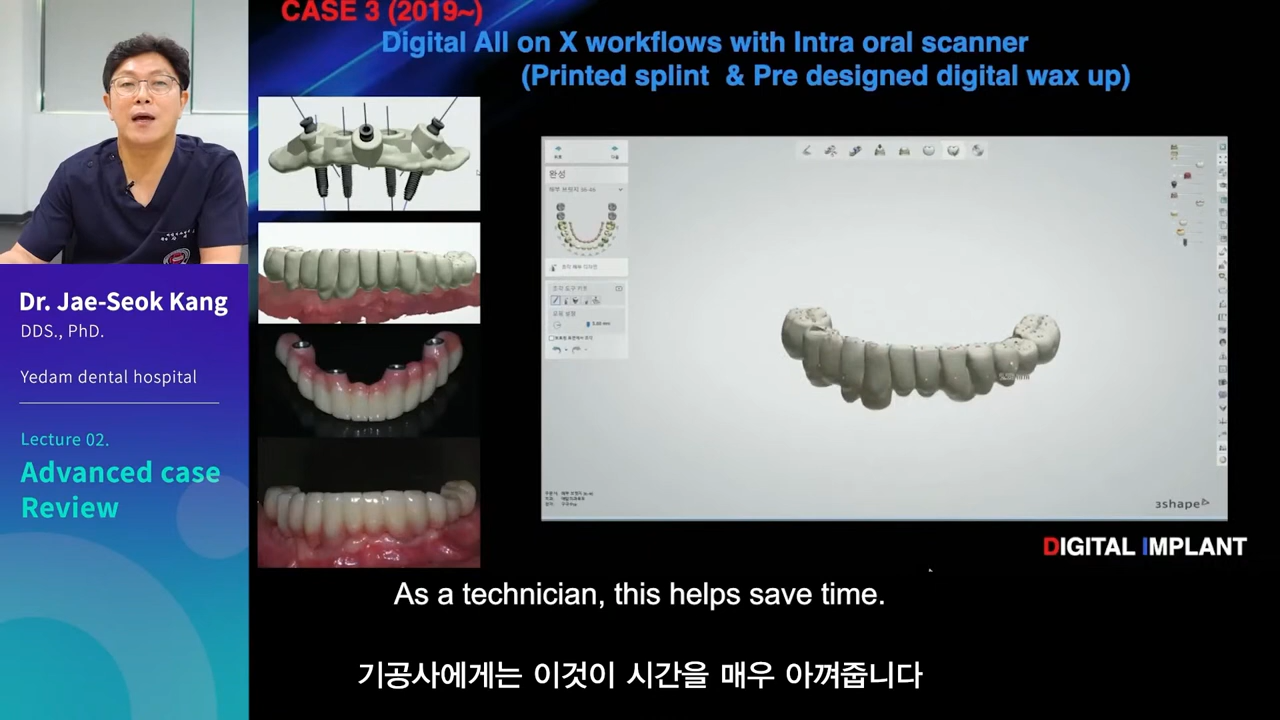 CASE 3 (2019~)
Digital All on X workflows with Intra oral scanner
(Printed splint & Pre designed digital wax up)
완성
Dr. Jae-Seok Kang
DDS., PhD.
Yedam dental hospital
Lecture 02.
Advanced case
Review
3shape
DIGITAL IMPLANT
As a technician, this helps save time.
기공사에게는 이것이 시간을 매우 아껴줍니다